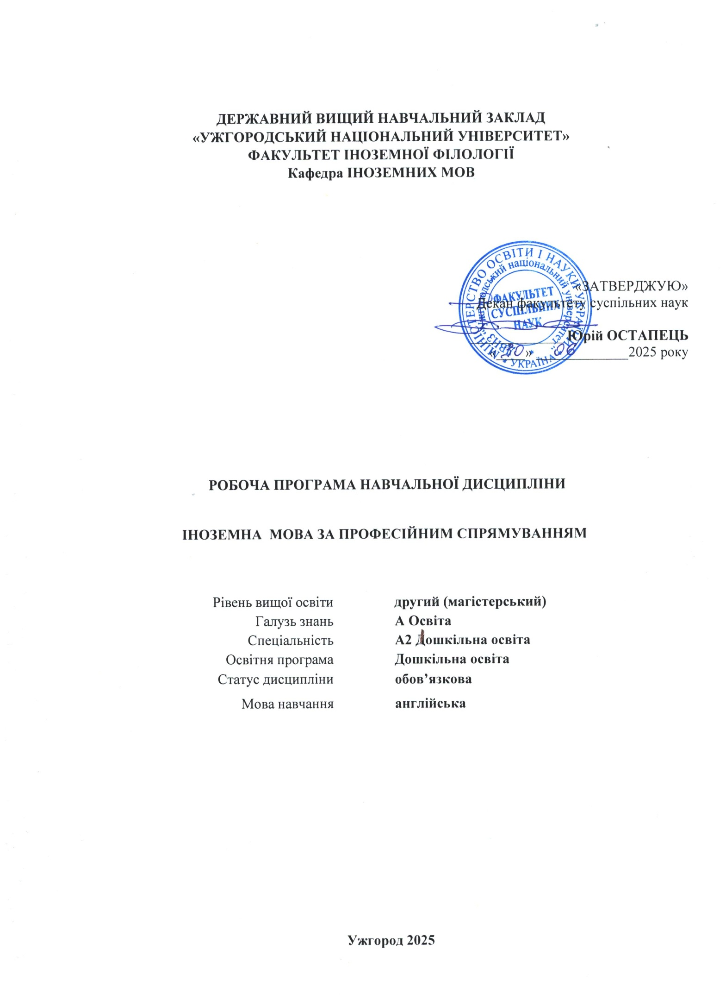 ДЕРЖАВНИЙ ВИЩИЙ НАВЧАЛЬНИЙ ЗАКЛАД
«УЖГОРОДСЬКИЙ НАЦІОНАЛЬНИЙ УНІВЕРСИТЕТ»
ФАКУЛЬТЕТ ІНОЗЕМНОЇ ФІЛОЛОГІЇ
Кафедра ІНОЗЕМНИХ МОВ
МІНІСТЕРСТВО ОСВІТИ І НАУКИ УКРАЇНИ
* УКРАЇНА *
ДВНЗ „Ужгородський національний університет”
ФАКУЛЬТЕТ
СУСПІЛЬНИХ
НАУК
«ЗАТВЕРДЖУЮ»
Декан факультету суспільних наук
Юрій ОСТАПЕЦЬ
«30» 06 2025 року
РОБОЧА ПРОГРАМА НАВЧАЛЬНОЇ ДИСЦИПЛІНИ
ІНОЗЕМНА МОВА ЗА ПРОФЕСІЙНИМ СПРЯМУВАННЯМ
Рівень вищої освіти другий (магістерський)
Галузь знань А Освіта
Спеціальність А2 Дошкільна освіта
Освітня програма Дошкільна освіта
Статус дисципліни обов’язкова
Мова навчання англійська
Ужгород 2025